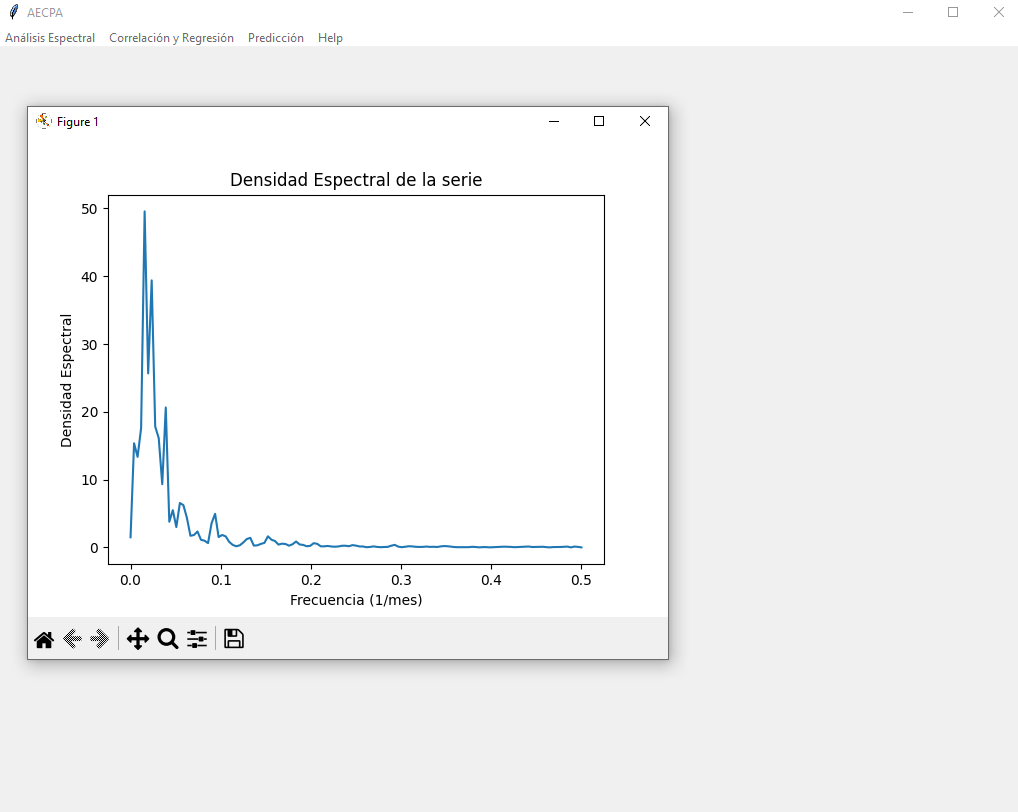 AECPA
Análisis Espectral Correlación y Regresión Predicción Help
Figure 1
Densidad Espectral de la serie
50
40
30
20
10
0
Densidad Espectral
0.0 0.1 0.2 0.3 0.4 0.5
Frecuencia (1/mes)